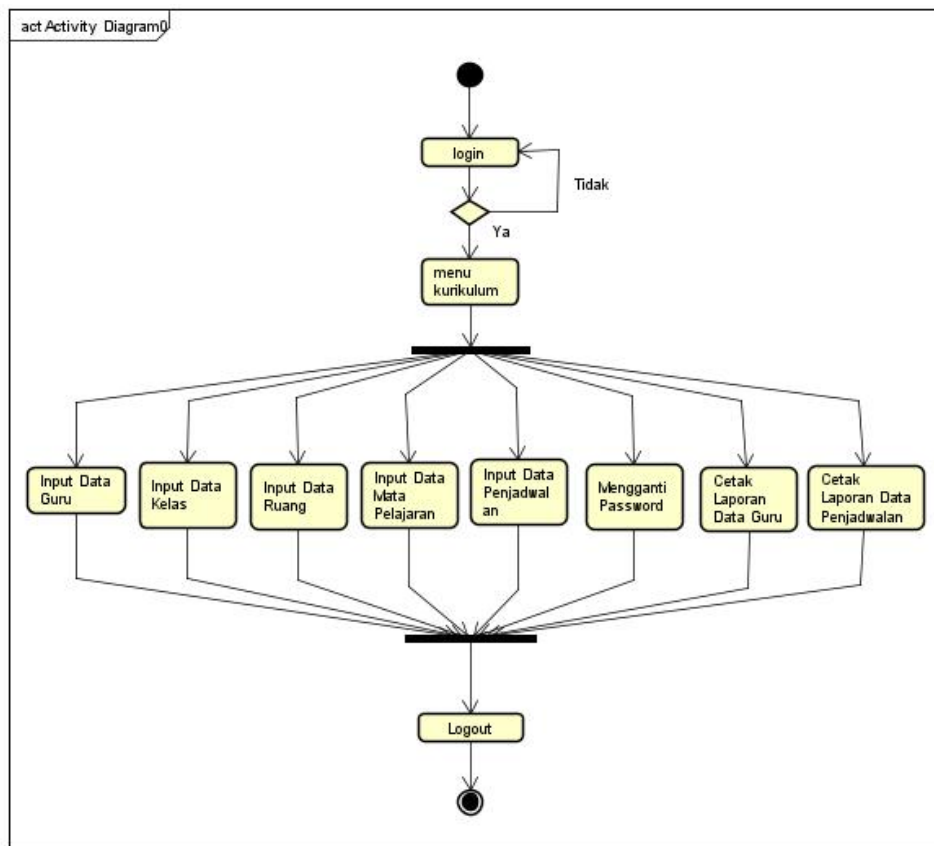 act Activity Diagram0
login
Tidak
Ya
menu
kurikulum
Input Data
Guru
Input Data
Kelas
Input Data
Ruang
Input Data
Mata
Pelajaran
Input Data
Penjadwal
an
Mengganti
Password
Cetak
Laporan
Data Guru
Cetak
Laporan Data
Penjadwalan
Logout